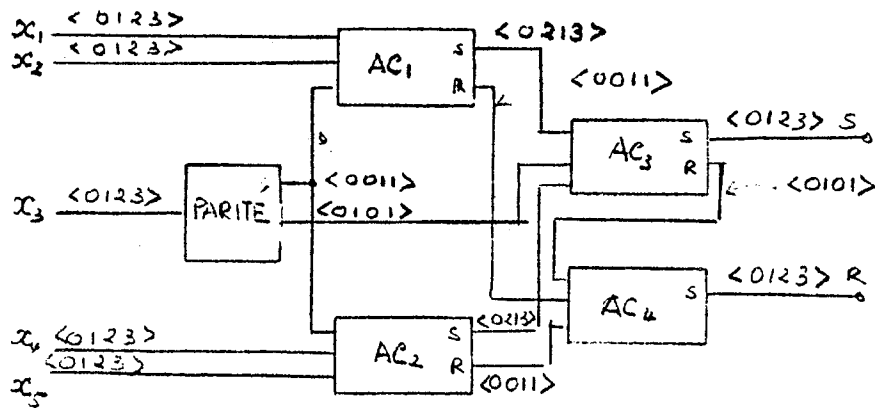 x₁ <0123>
x₂ <0123>
AC₁ S R
<0213>
<0011>
AC₃ S R
<0123> S
<0101>
x₃ <0123>
PARITÉ
<0011>
<0101>
AC₄ S
<0123> R
x₄ <0123>
x₅ <0123>
AC₂ S R
<0213>
<0011>